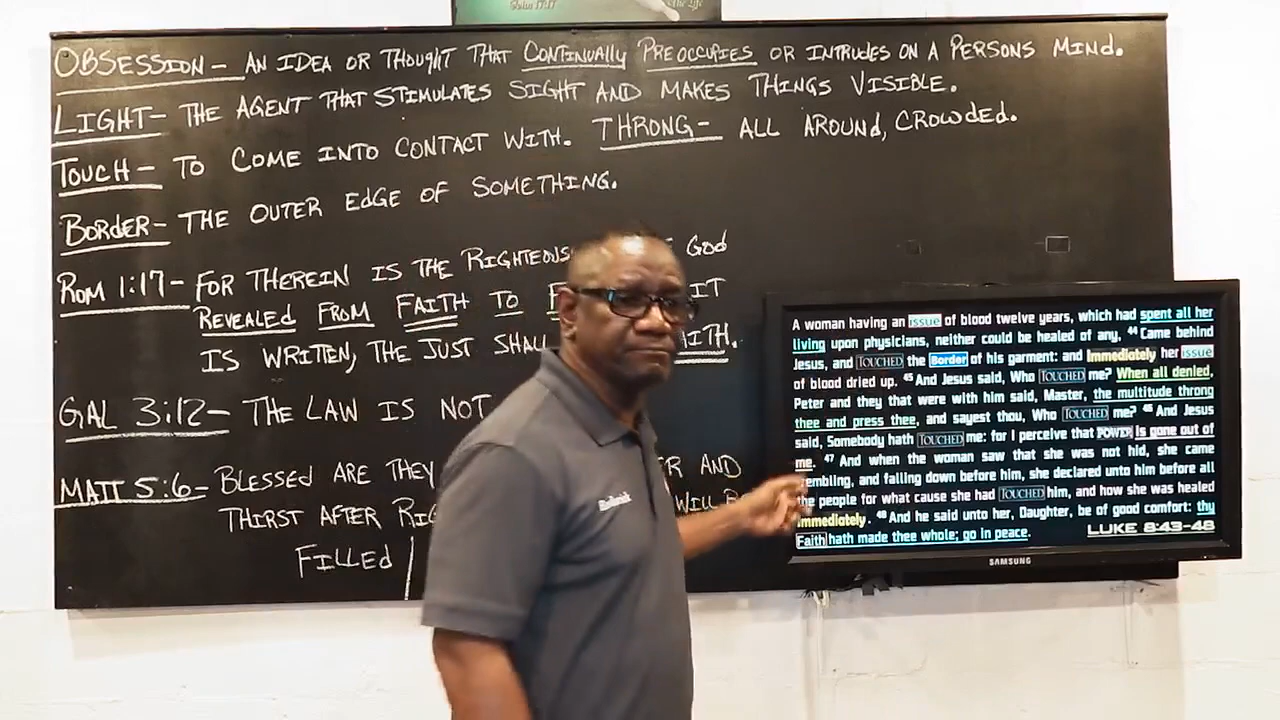 John 17:17
The Life
OBSESSION - AN IDEA OR THOUGHT THAT CONTINUALLY PREOCCUPIES OR INTRUDES ON A PERSONS MIND.
LIGHT - THE AGENT THAT STIMULATES SIGHT AND MAKES THINGS VISIBLE.
TOUCH - TO COME INTO CONTACT WITH. THRONG - ALL AROUND, CROWDED.
BORDER - THE OUTER EDGE OF SOMETHING.
ROM 1:17 - FOR THEREIN IS THE RIGHTEOUS GOD
REVEALED FROM FAITH TO IT
IS WRITTEN, THE JUST SHALL
GAL 3:12 - THE LAW IS NOT
MATT 5:6 - BLESSED ARE THEY AND
THIRST AFTER WILL
FILLED
A woman having an issue of blood twelve years, which had spent all her
living upon physicians, neither could be healed of any, 44 Came behind
Jesus, and TOUCHED the Border of his garment: and Immediately her issue
of blood dried up. 45 And Jesus said, Who TOUCHED me? When all denied,
Peter and they that were with him said, Master, the multitude throng
thee and press thee, and sayest thou, Who TOUCHED me? 46 And Jesus
said, Somebody hath TOUCHED me: for I perceive that POWER is gone out of
me. 47 And when the woman saw that she was not hid, she came
trembling, and falling down before him, she declared unto him before all
the people for what cause she had TOUCHED him, and how she was healed
Immediately. 48 And he said unto her, Daughter, be of good comfort: thy
Faith hath made thee whole; go in peace. LUKE 8:43-48
SAMSUNG